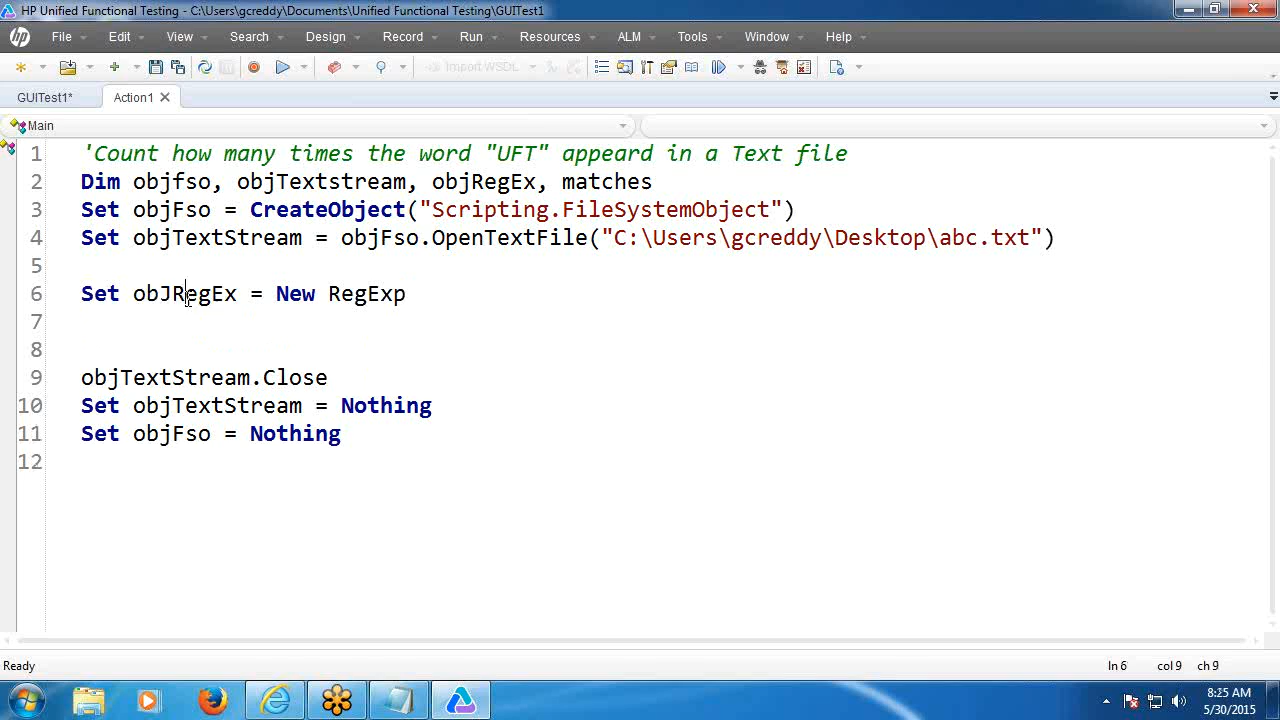 HP Unified Functional Testing - C:\Users\gcreddy\Documents\Unified Functional Testing\GUITest1
hp File Edit View Search Design Record Run Resources ALM Tools Window Help
Import WSDL
GUITest1* Action1
Main
1 'Count how many times the word "UFT" appeard in a Text file
2 Dim objfso, objTextstream, objRegEx, matches
3 Set objFso = CreateObject("Scripting.FileSystemObject")
4 Set objTextStream = objFso.OpenTextFile("C:\Users\gcreddy\Desktop\abc.txt")
5
6 Set obJRegEx = New RegExp
7
8
9 objTextStream.Close
10 Set objTextStream = Nothing
11 Set objFso = Nothing
12
Ready ln 6 col 9 ch 9
8:25 AM
5/30/2015